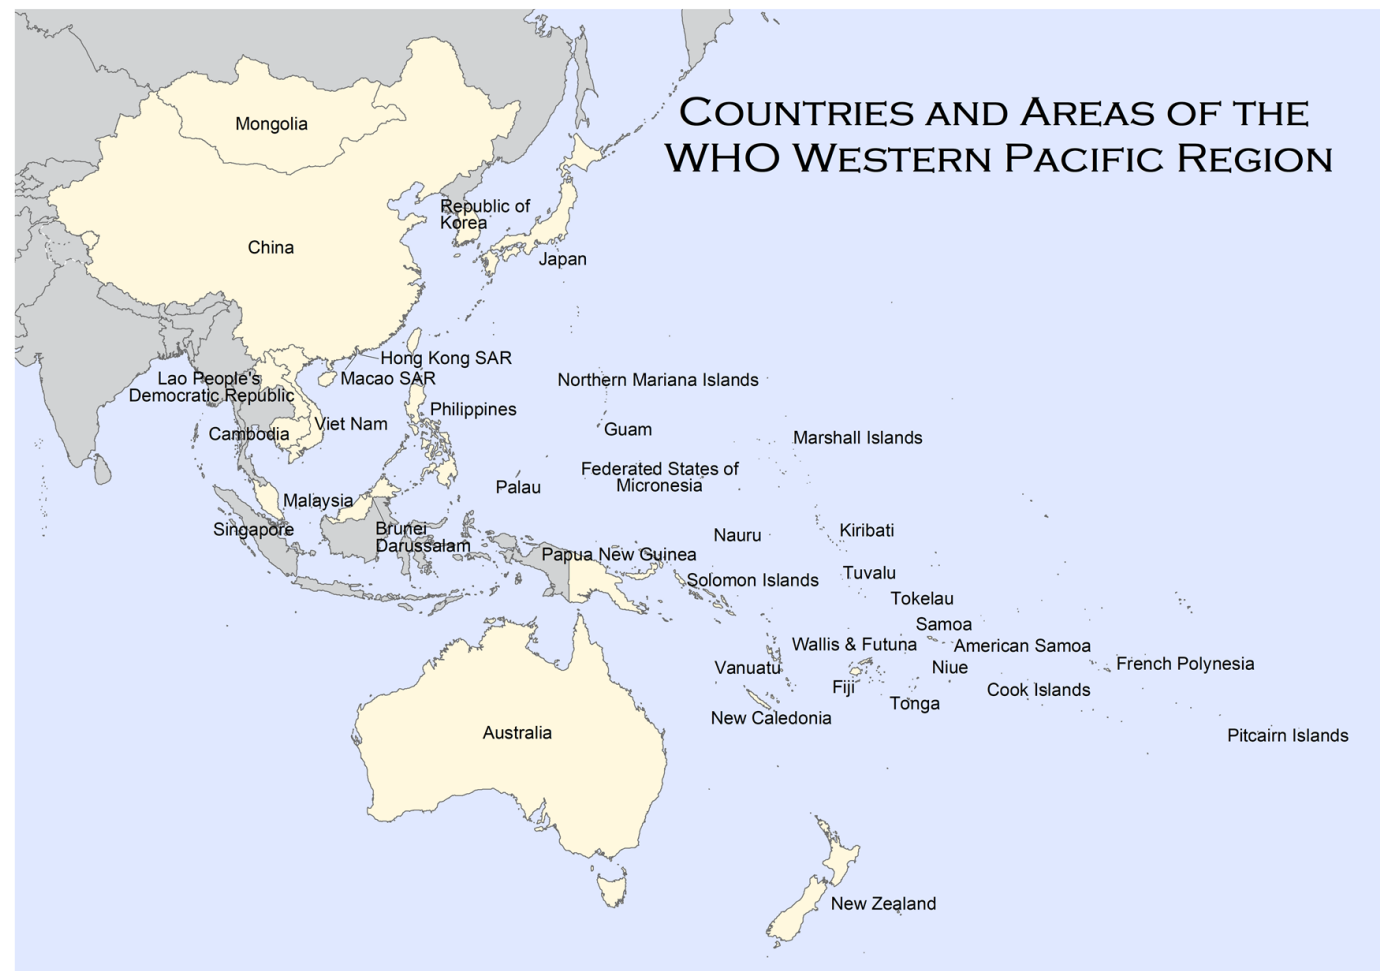 COUNTRIES AND AREAS OF THE
WHO WESTERN PACIFIC REGION
Mongolia
Republic of
Korea
China
Japan
Hong Kong SAR
Macao SAR
Lao People's
Democratic Republic
Northern Mariana Islands
Philippines
Viet Nam
Guam
Cambodia
Marshall Islands
Federated States of
Micronesia
Palau
Malaysia
Singapore
Brunei
Darussalam
Kiribati
Nauru
Papua New Guinea
Tuvalu
Solomon Islands
Tokelau
Samoa
Wallis & Futuna
American Samoa
Vanuatu
Niue
French Polynesia
Fiji
Cook Islands
Tonga
New Caledonia
Australia
Pitcairn Islands
New Zealand